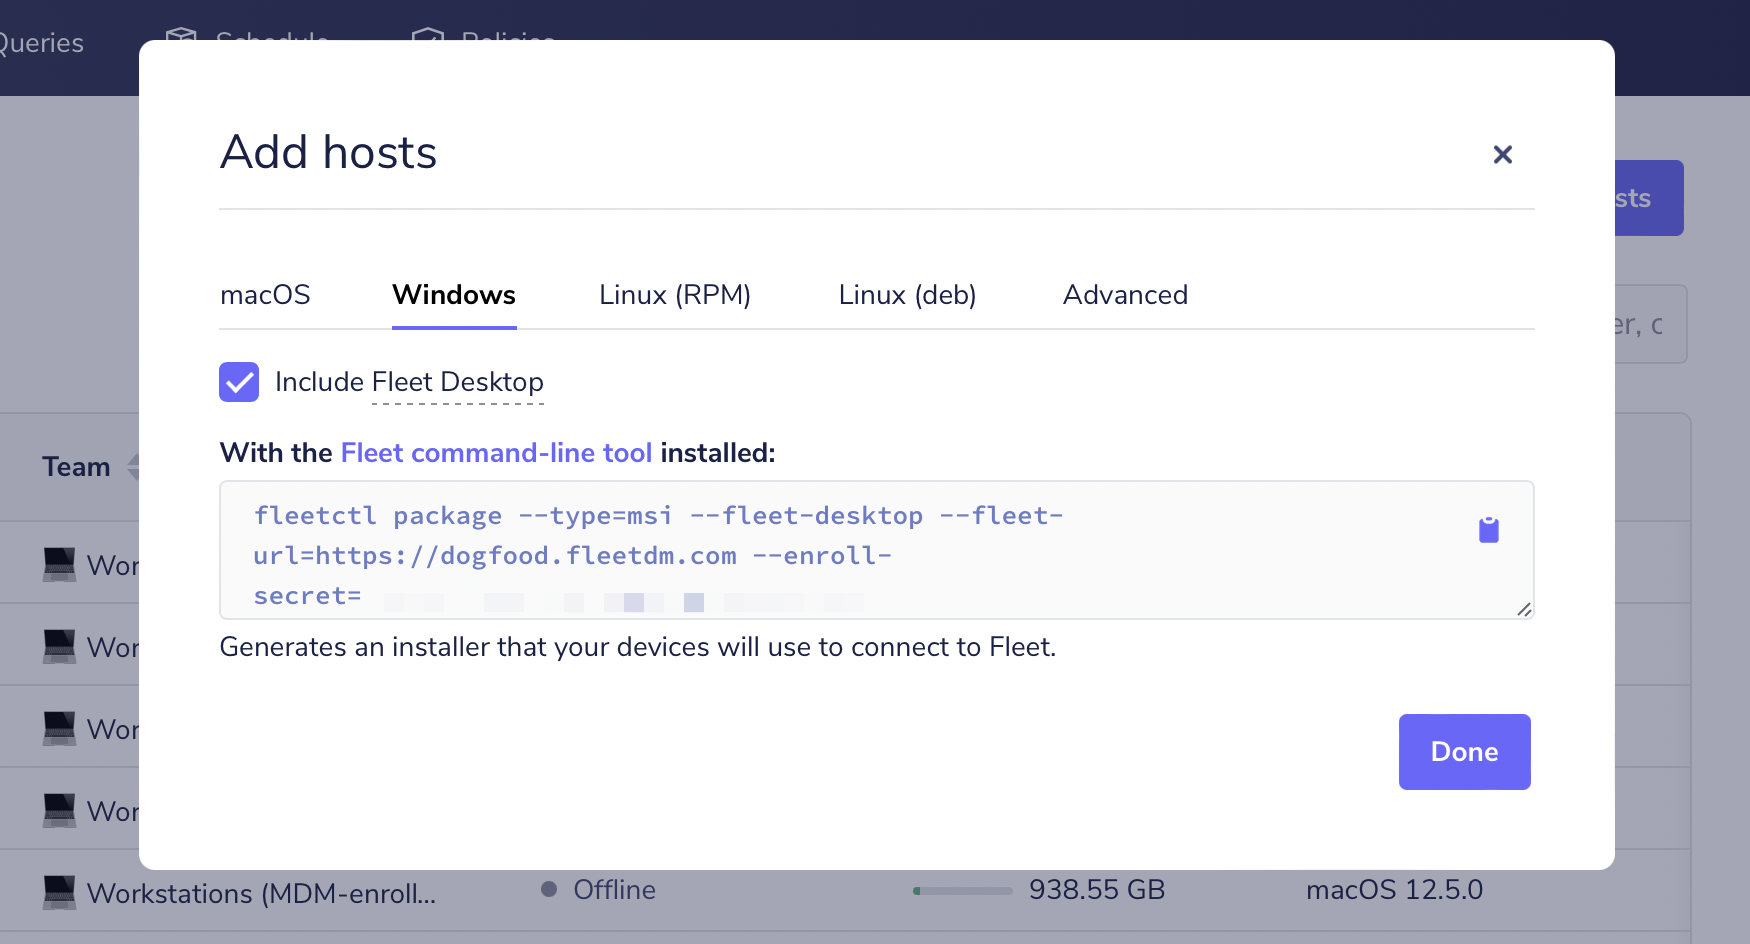 Queries
Add hosts
sts
macOS Windows Linux (RPM) Linux (deb) Advanced
er, c
Include Fleet Desktop
With the Fleet command-line tool installed:
Team
fleetctl package --type=msi --fleet-desktop --fleet-
url=https://dogfood.fleetdm.com --enroll-
secret=
Wor
Generates an installer that your devices will use to connect to Fleet.
Wor
Wor
Done
Wor
Workstations (MDM-enroll... Offline 938.55 GB macOS 12.5.0